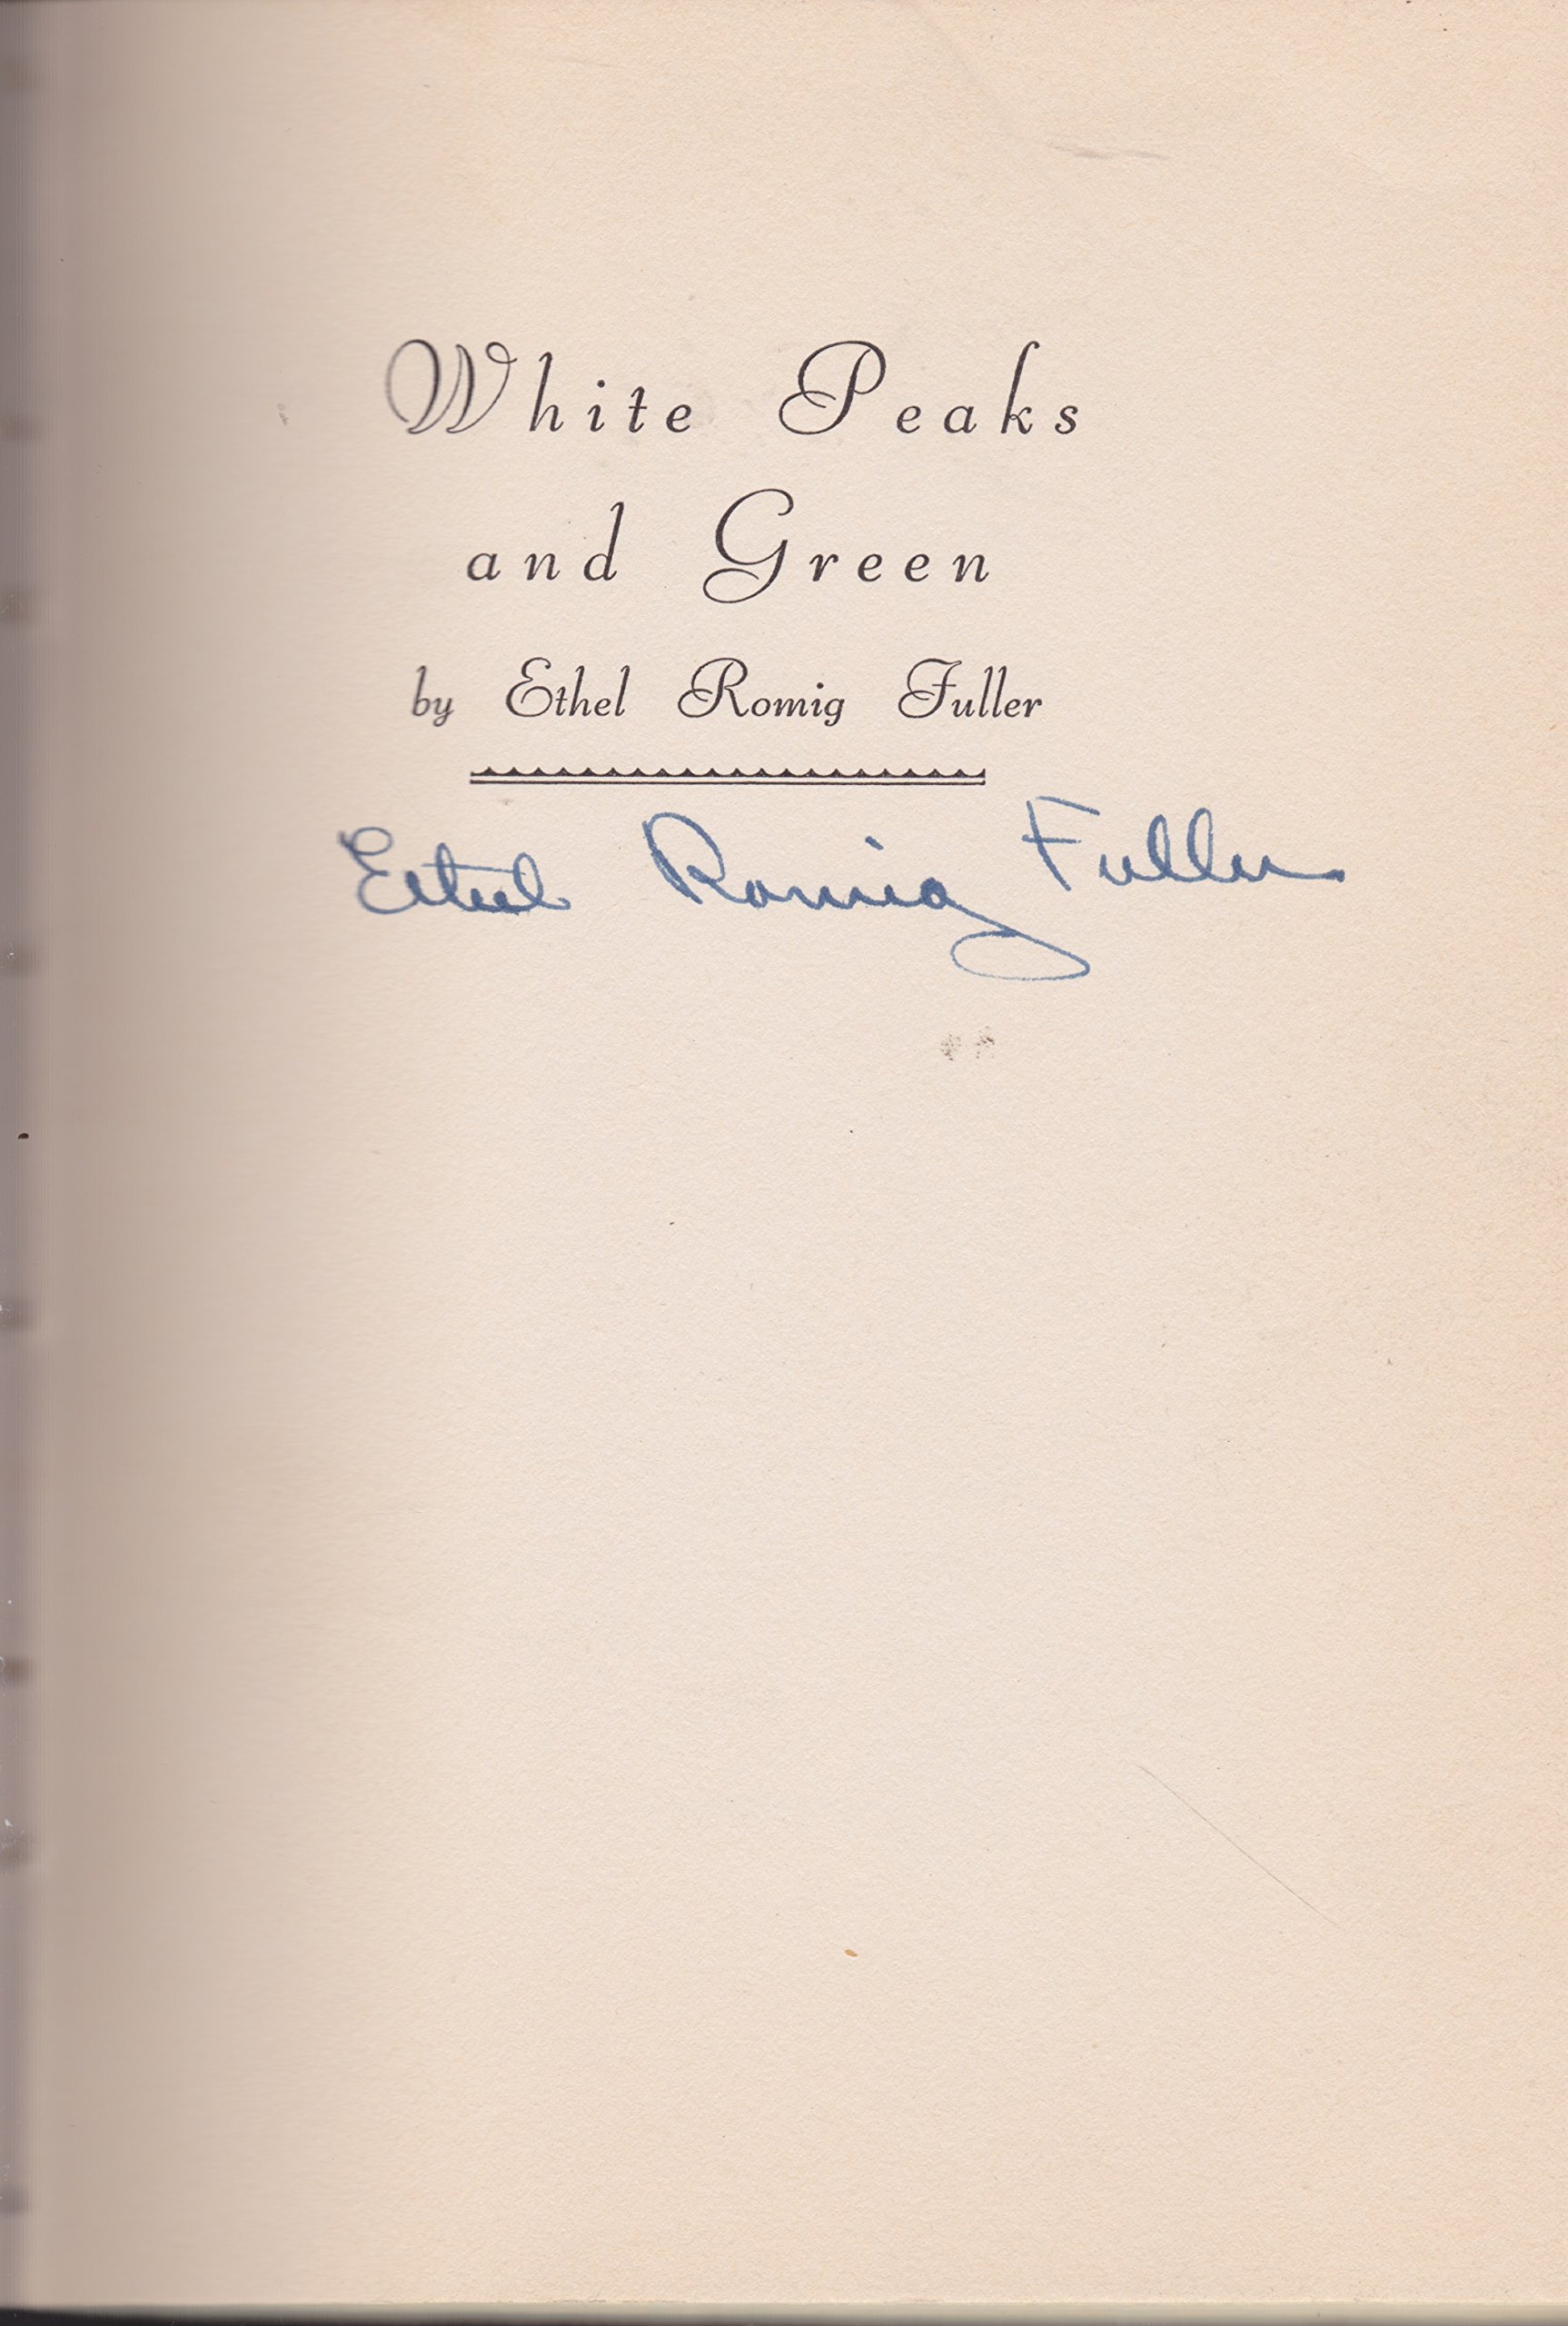 White Peaks
and Green
by Ethel Romig Fuller
Ethel Romig Fuller